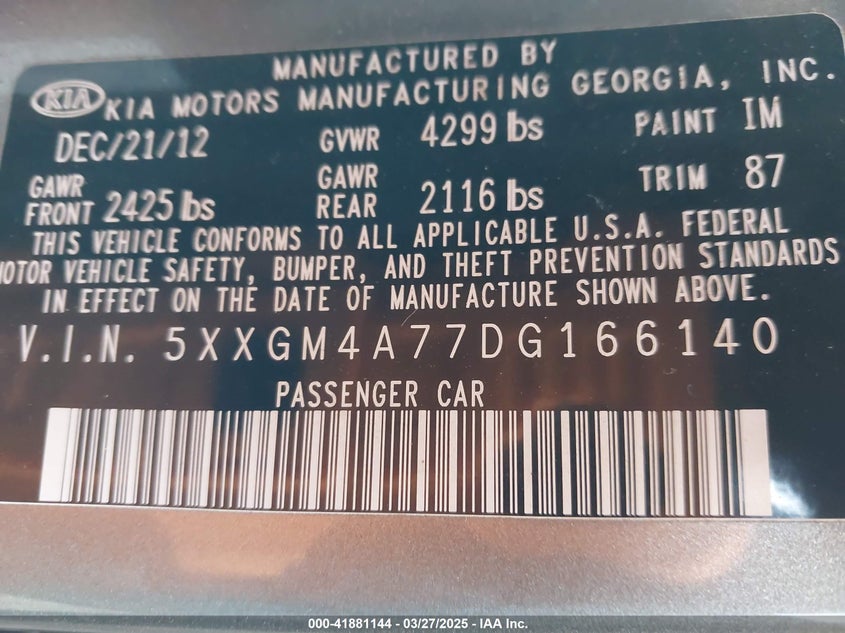 MANUFACTURED BY
KIA KIA MOTORS MANUFACTURING GEORGIA, INC.
DEC/21/12 GVWR 4299 lbs PAINT IM
GAWR FRONT 2425 lbs GAWR REAR 2116 lbs TRIM 87
THIS VEHICLE CONFORMS TO ALL APPLICABLE U.S.A. FEDERAL
MOTOR VEHICLE SAFETY, BUMPER, AND THEFT PREVENTION STANDARDS
IN EFFECT ON THE DATE OF MANUFACTURE SHOWN ABOVE.
V.I.N. 5XXGM4A77DG166140
PASSENGER CAR
000-41881144 — 03/27/2025 — IAA Inc.